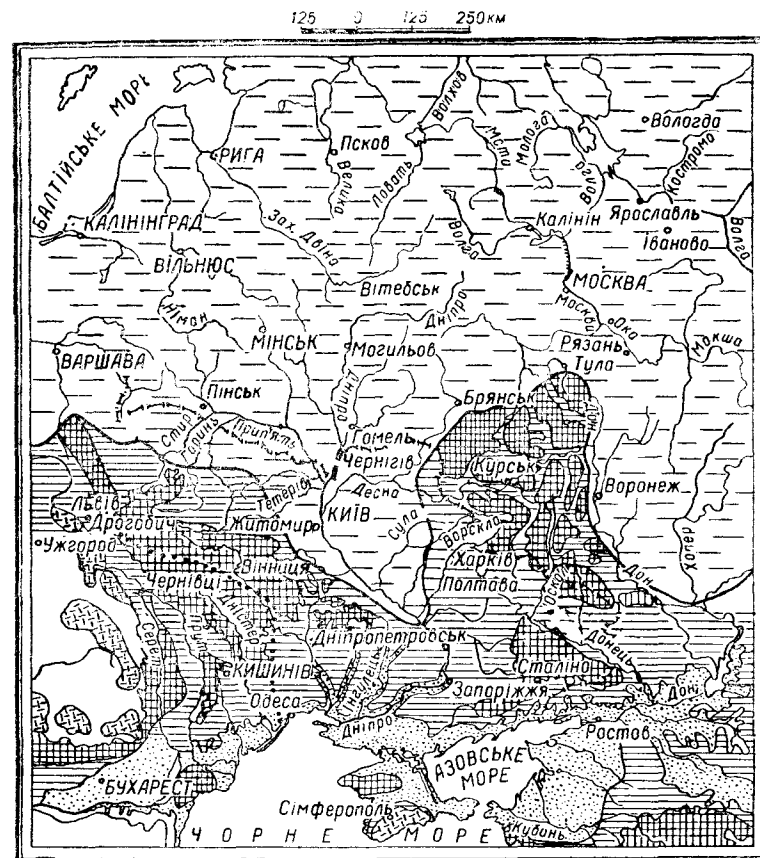 125 0 125 250км
БАЛТІЙСЬКЕ МОРЕ
Волхов
Вологда
Псков
Мста
Молога
РИГА
Кострома
Велика
Ловать
Волга
Калінін
Ярославль
Волга
КАЛІНІНГРАД
Зах. Двіна
Волга
Іваново
ВІЛЬНЮС
МОСКВА
Вітебськ
Москва
Дніпро
Німан
Ока
МІНСЬК
Могильов
Рязань
Мокша
ВАРШАВА
Тула
Пінськ
Дніпро
Брянськ
Стир
Горинь
Прип'ять
Гомель
Чернігів
Курськ
Тетерів
Десна
Воронеж
ЛЬВІВ
Дрогобич
Житомир
КИЇВ
Сула
Ворскла
Хопер
Ужгород
Вінниця
Харків
Дон
Чернівці
Полтава
Дністер
Оскол
Серет
Прут
Дніпропетровськ
Донець
КИШИНІВ
Інгулець
Сталіно
Запоріжжя
Дон
Одеса
Дніпро
Ростов
АЗОВСЬКЕ
МОРЕ
БУХАРЕСТ
Сімферополь
ЧОРНЕ МОРЕ
Кубань